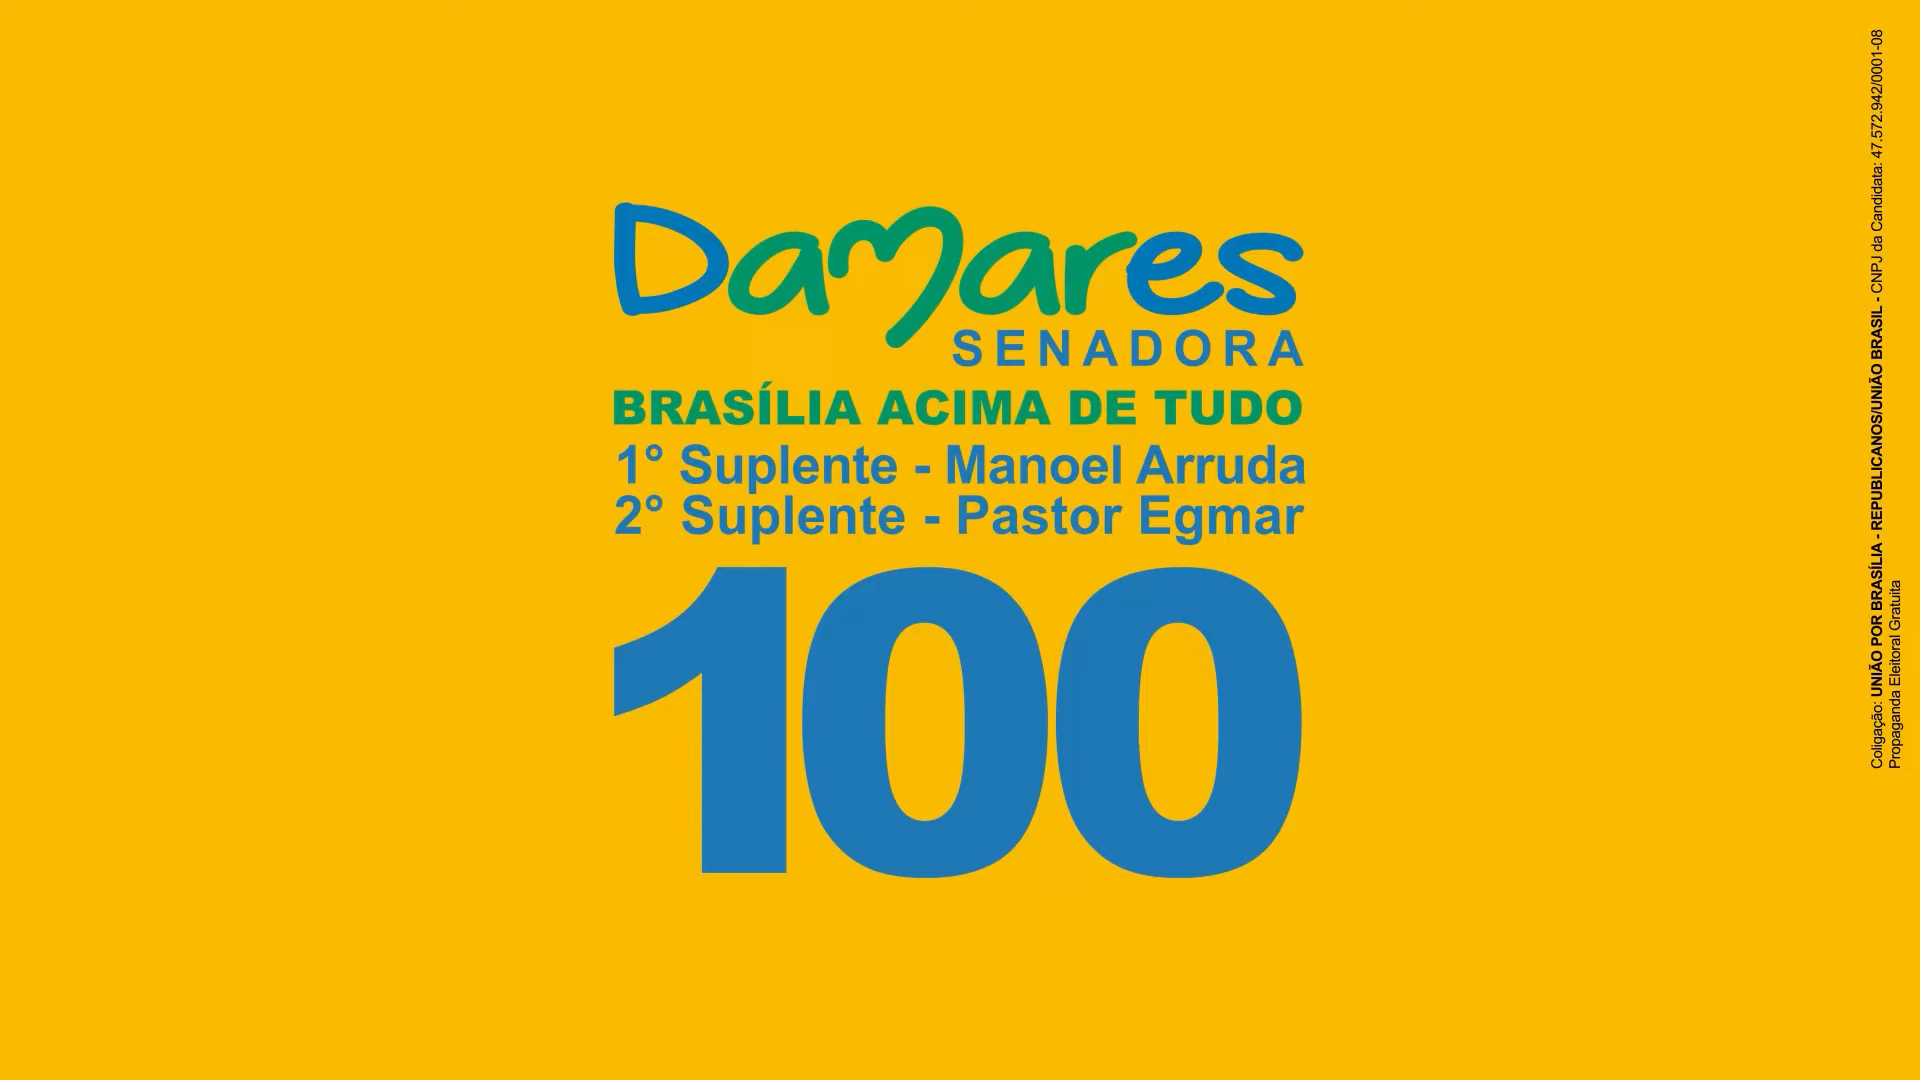 Damares
SENADORA
BRASÍLIA ACIMA DE TUDO
1° Suplente - Manoel Arruda
2° Suplente - Pastor Egmar
100
Coligação: UNIÃO POR BRASÍLIA - REPUBLICANOS/UNIÃO BRASIL - CNPJ da Candidata: 47.572.942/0001-08
Propaganda Eleitoral Gratuita